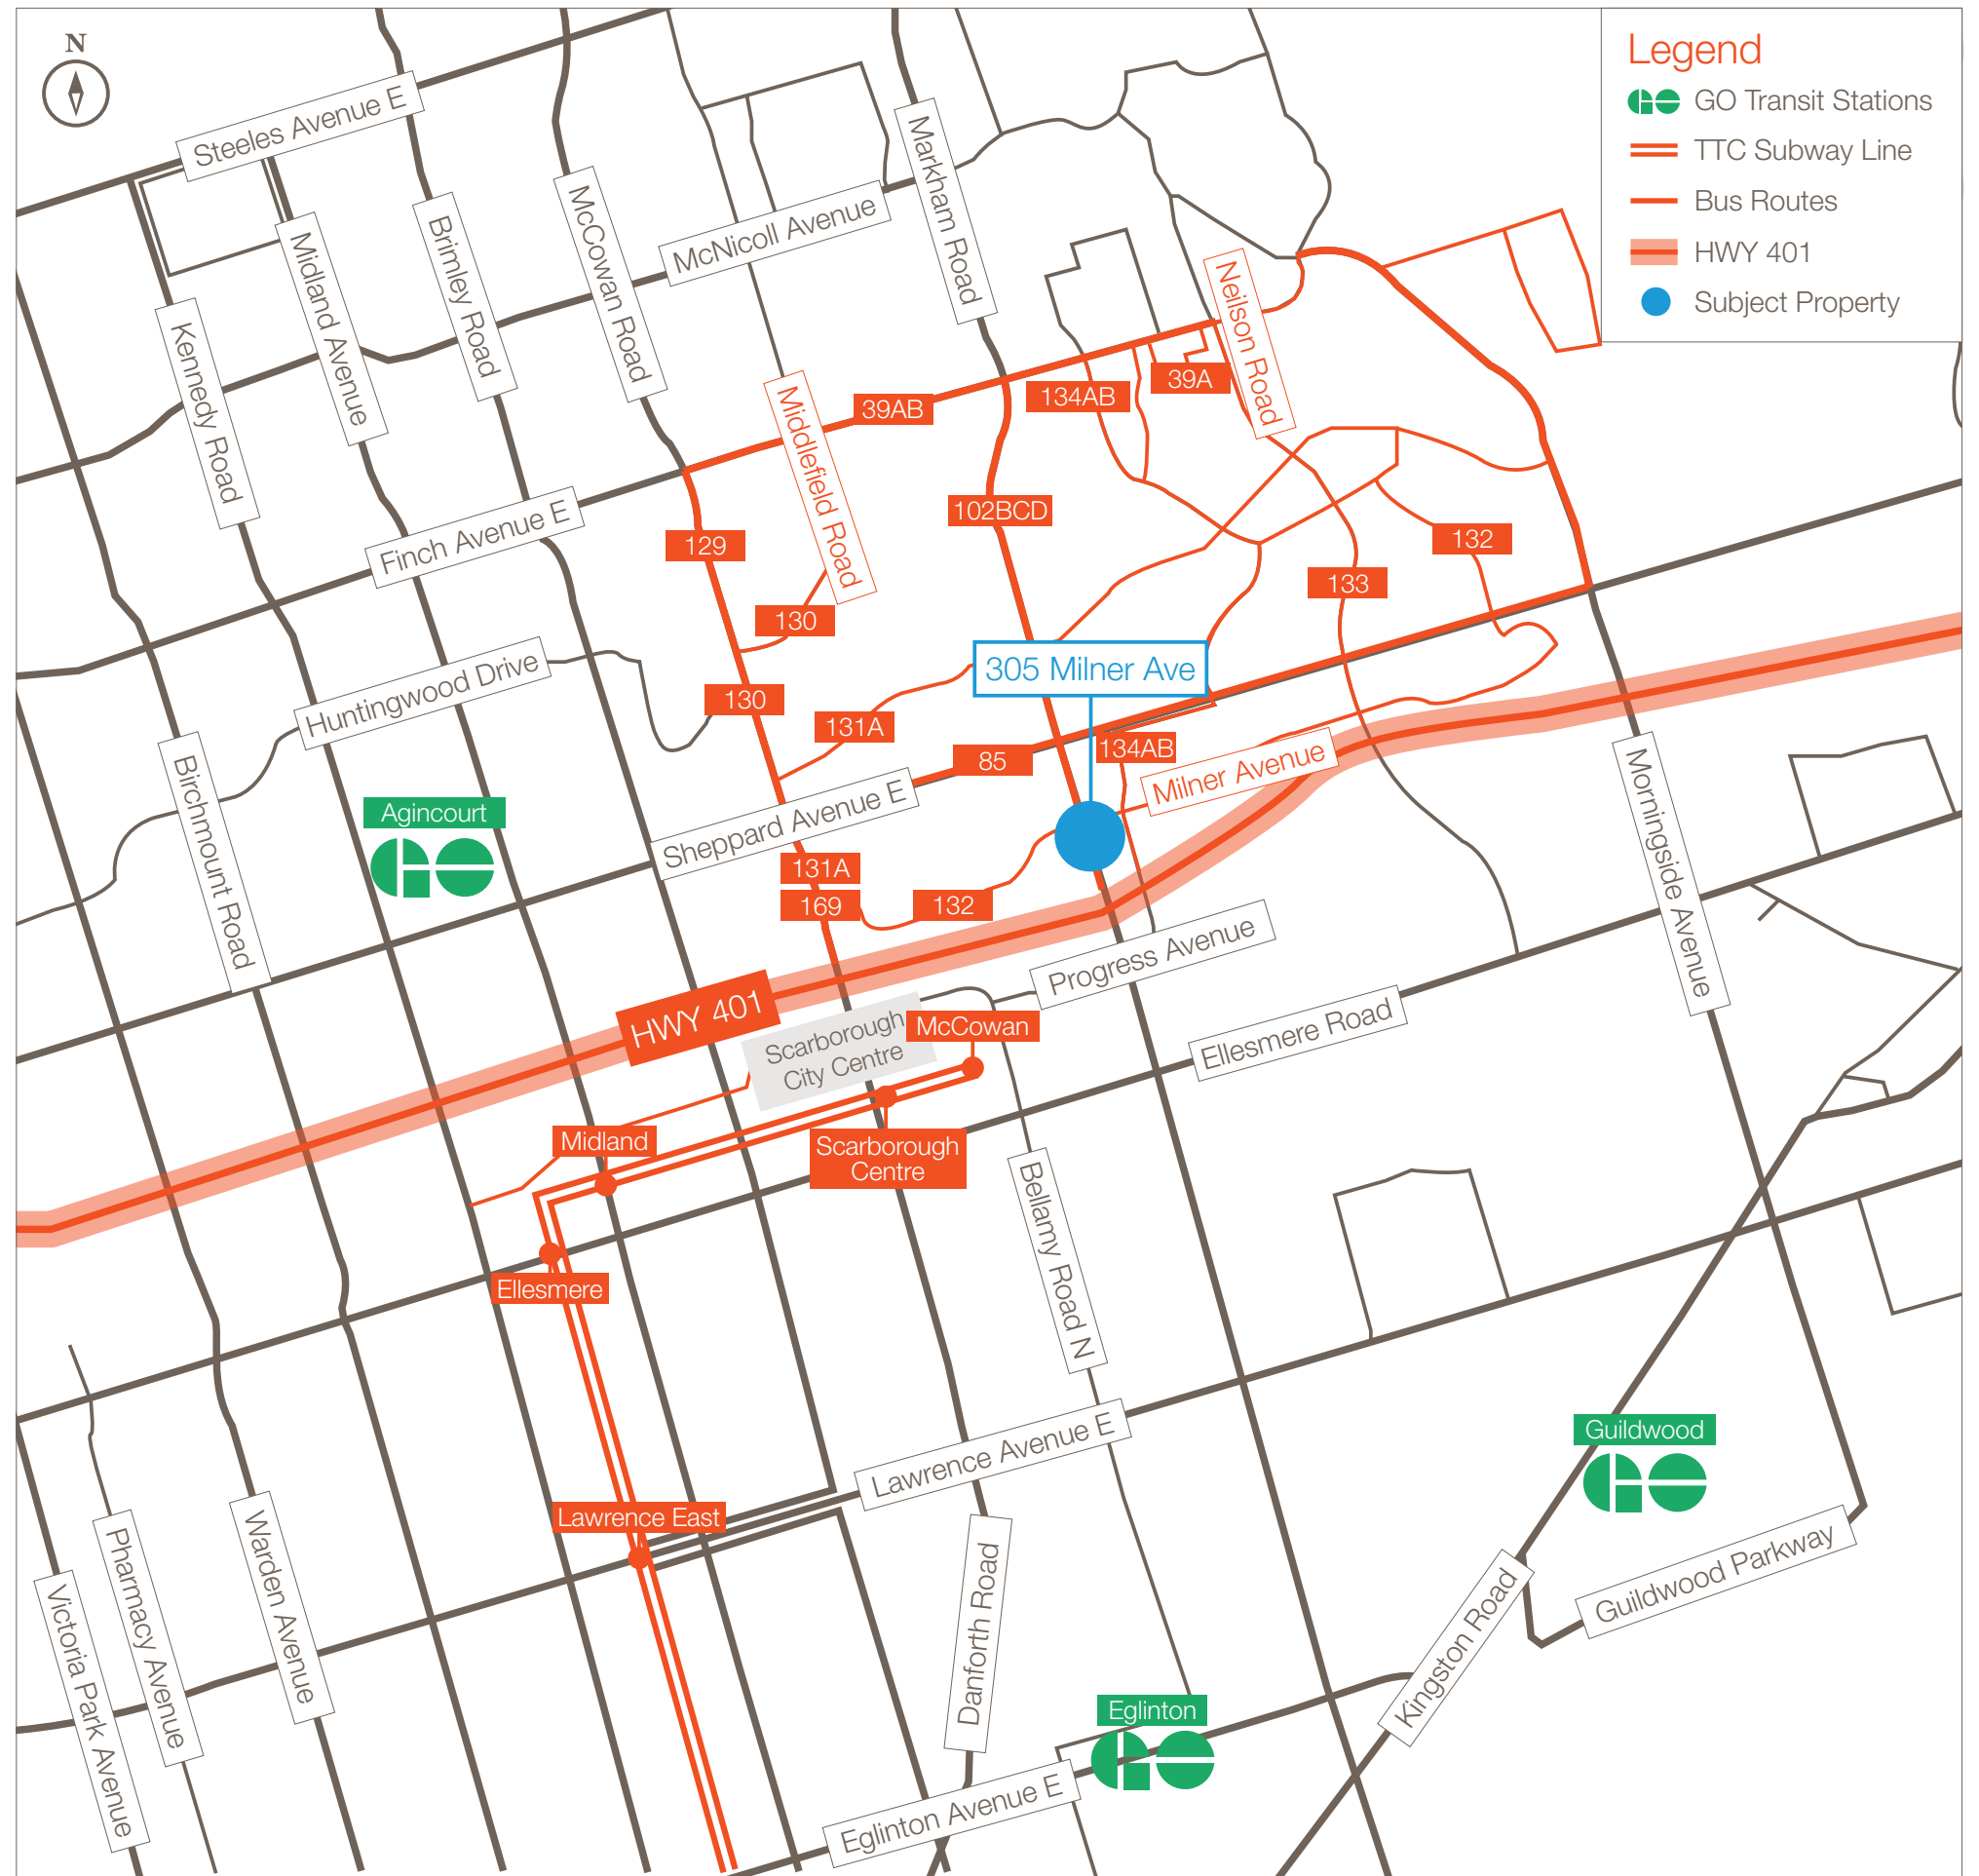 N
Legend
GO Transit Stations
TTC Subway Line
Bus Routes
HWY 401
Subject Property
Steeles Avenue E
Markham Road
McCowan Road
McNicoll Avenue
Brimley Road
Midland Avenue
Kennedy Road
Neilson Road
39A
134AB
39AB
Middlefield Road
102BCD
Finch Avenue E
129
132
133
130
305 Milner Ave
Huntingwood Drive
130
131A
134AB
85
Milner Avenue
Birchmount Road
Agincourt
Sheppard Avenue E
Morningside Avenue
131A
169
132
Progress Avenue
HWY 401
Scarborough
City Centre
McCowan
Ellesmere Road
Midland
Scarborough
Centre
Ellesmere
Bellamy Road N
Lawrence Avenue E
Guildwood
Lawrence East
Warden Avenue
Pharmacy Avenue
Victoria Park Avenue
Danforth Road
Kingston Road
Guildwood Parkway
Eglinton
Eglinton Avenue E